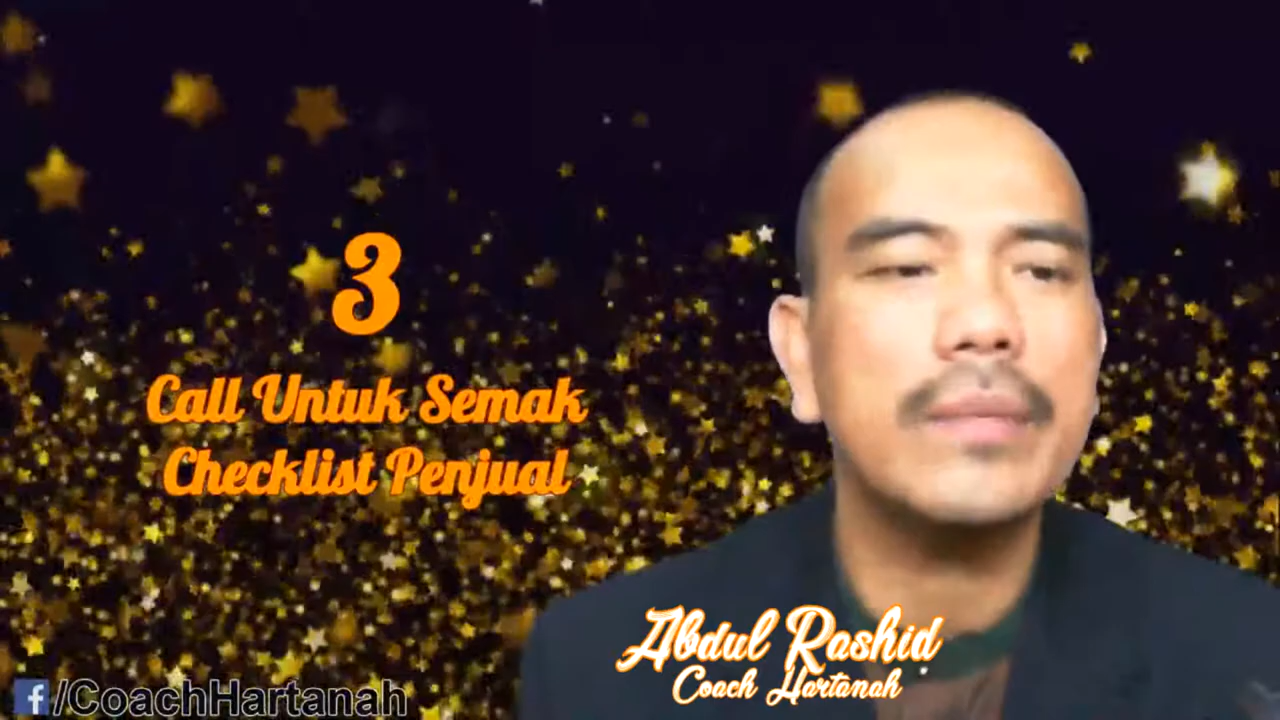 3
Call Untuk Semak
Checklist Penjual
Abdul Rashid
Coach Hartanah
f/CoachHartanah